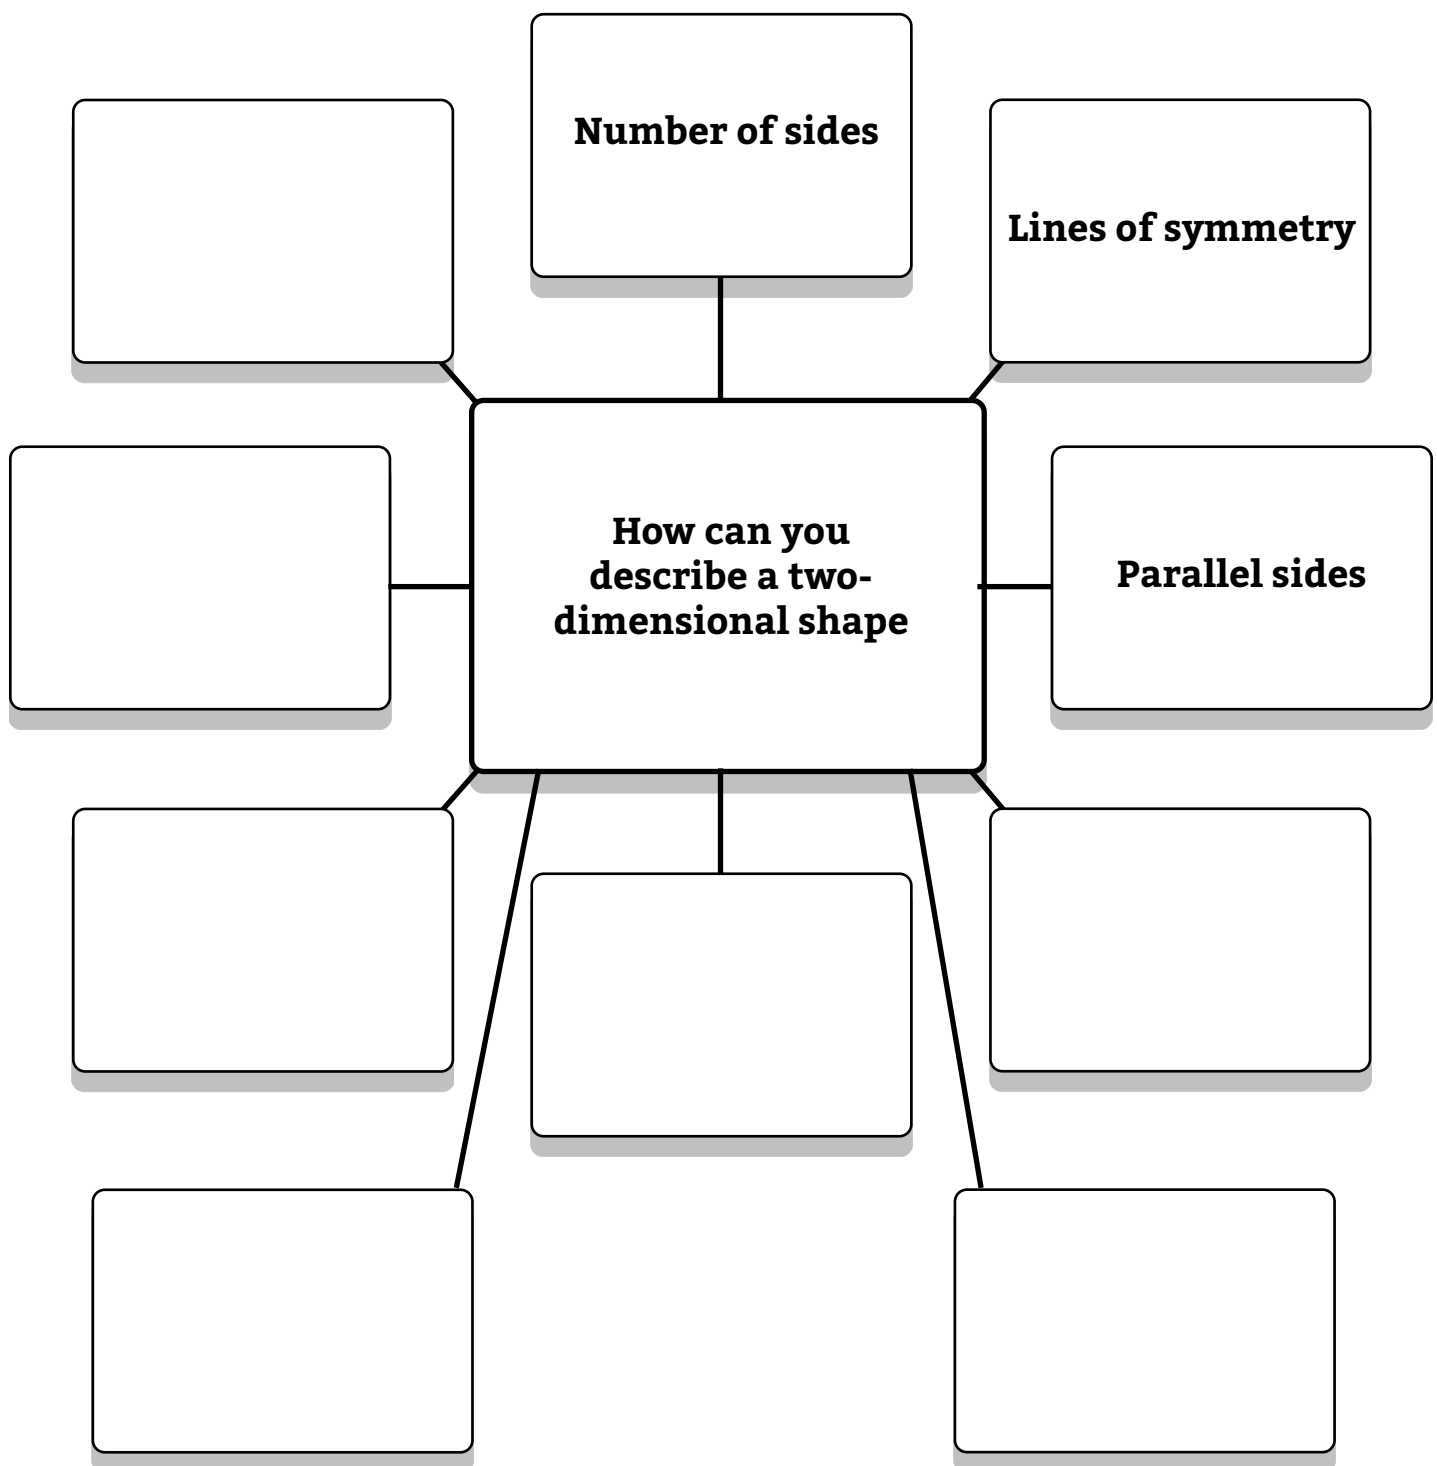 Number of sides
Lines of symmetry
How can you
describe a two-
dimensional shape
Parallel sides